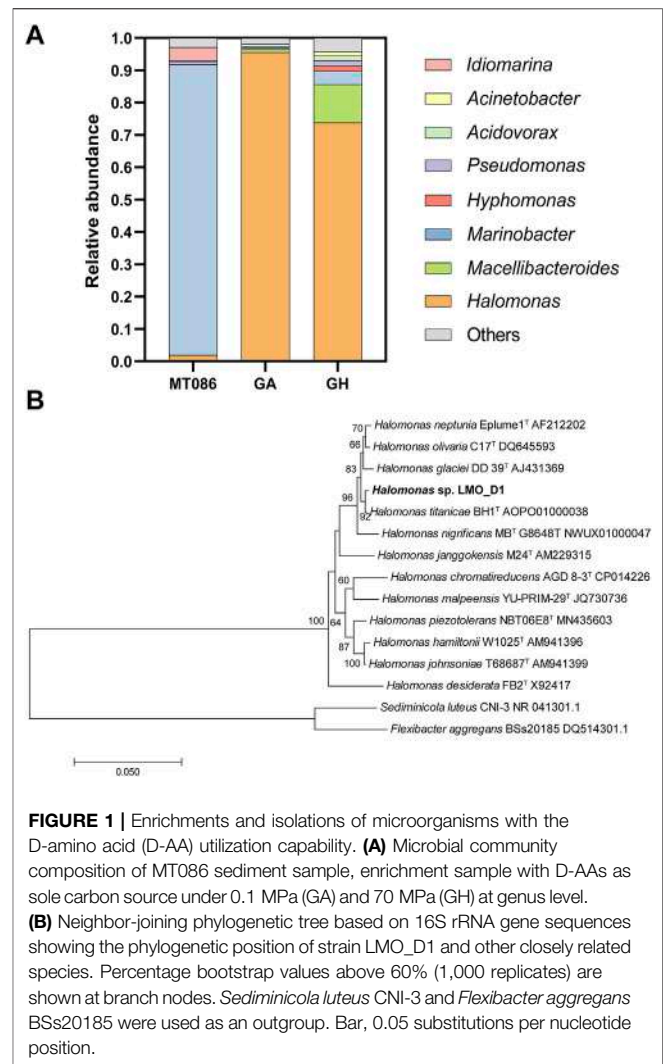 A
1.0
0.9
0.8
0.7
0.6
0.5
0.4
0.3
0.2
0.1
0.0
Relative abundance
MT086 GA GH
Idiomarina
Acinetobacter
Acidovorax
Pseudomonas
Hyphomonas
Marinobacter
Macellibacteroides
Halomonas
Others
B
Halomonas neptunia Eplume1ᵀ AF212202
Halomonas olivaria C17ᵀ DQ645593
Halomonas glaciei DD 39ᵀ AJ431369
Halomonas sp. LMO_D1
Halomonas titanicae BH1ᵀ AOPO01000038
Halomonas nigrificans MBᵀ G8648T NWUX01000047
Halomonas janggokensis M24ᵀ AM229315
Halomonas chromatireducens AGD 8-3ᵀ CP014226
Halomonas malpeensis YU-PRIM-29ᵀ JQ730736
Halomonas piezotolerans NBT06E8ᵀ MN435603
Halomonas hamiltonii W1025ᵀ AM941396
Halomonas johnsoniae T68687ᵀ AM941399
Halomonas desiderata FB2ᵀ X92417
Sediminicola luteus CNI-3 NR 041301.1
Flexibacter aggregans BSs20185 DQ514301.1
70
66
83
96
92
60
64
87
100
100
0.050
FIGURE 1 | Enrichments and isolations of microorganisms with the
D-amino acid (D-AA) utilization capability. (A) Microbial community
composition of MT086 sediment sample, enrichment sample with D-AAs as
sole carbon source under 0.1 MPa (GA) and 70 MPa (GH) at genus level.
(B) Neighbor-joining phylogenetic tree based on 16S rRNA gene sequences
showing the phylogenetic position of strain LMO_D1 and other closely related
species. Percentage bootstrap values above 60% (1,000 replicates) are
shown at branch nodes. Sediminicola luteus CNI-3 and Flexibacter aggregans
BSs20185 were used as an outgroup. Bar, 0.05 substitutions per nucleotide
position.